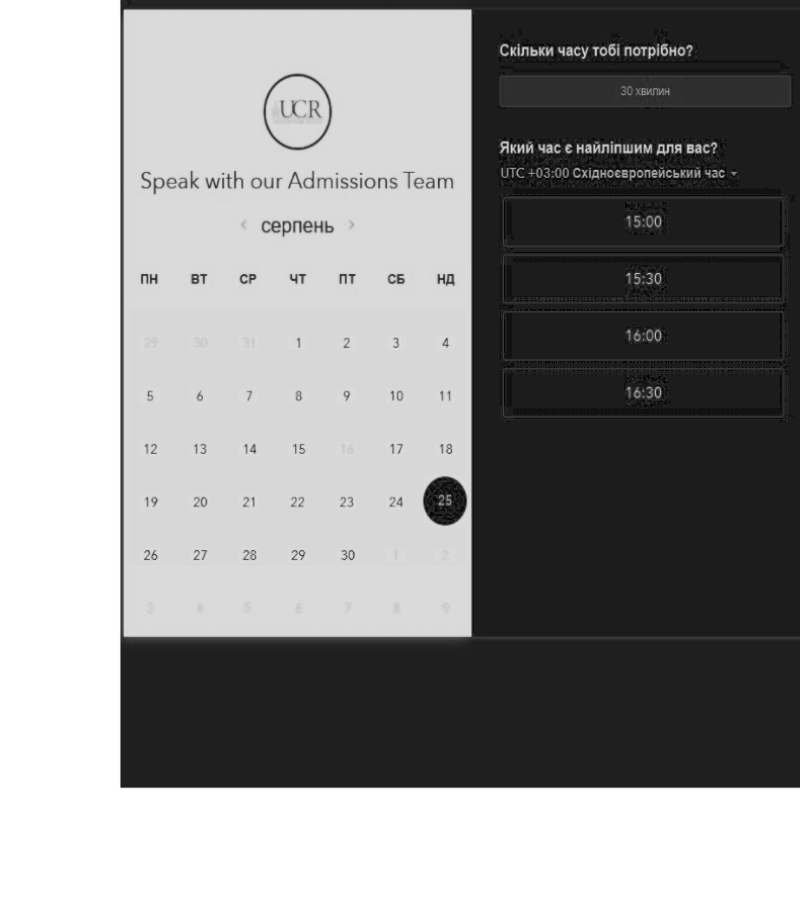 UCR
Speak with our Admissions Team
серпень
ПН ВТ СР ЧТ ПТ СБ НД
29 30 31 1 2 3 4
5 6 7 8 9 10 11
12 13 14 15 16 17 18
19 20 21 22 23 24 25
26 27 28 29 30 1 2
3 4 5 6 7 8 9
Скільки часу тобі потрібно?
30 хвилин
Який час є найліпшим для вас?
UTC +03:00 Східноєвропейський час
15:00
15:30
16:00
16:30